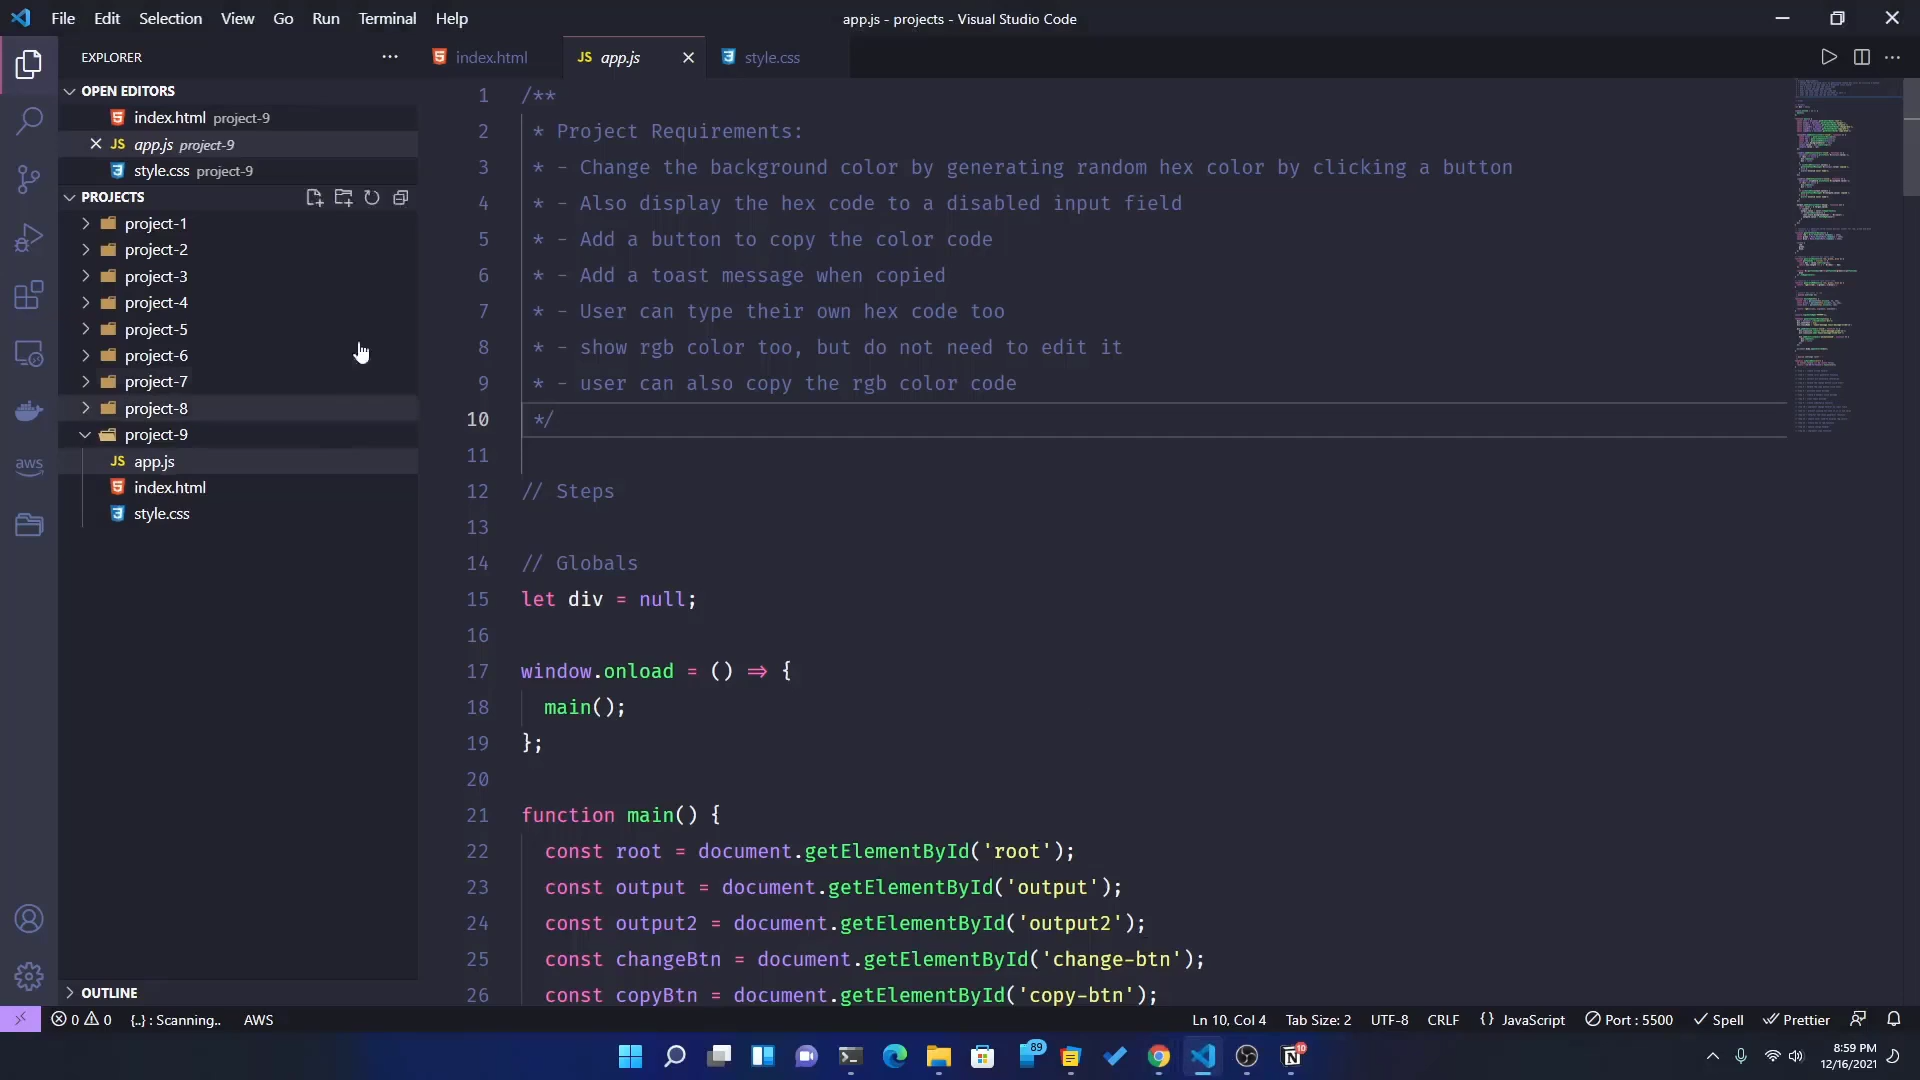 File Edit Selection View Go Run Terminal Help
app.js - projects - Visual Studio Code
EXPLORER
OPEN EDITORS
index.html project-9
JS app.js project-9
style.css project-9
PROJECTS
project-1
project-2
project-3
project-4
project-5
project-6
project-7
project-8
project-9
JS app.js
index.html
style.css
OUTLINE
aws
index.html JS app.js style.css
1 /**
2 * Project Requirements:
3 * - Change the background color by generating random hex color by clicking a button
4 * - Also display the hex code to a disabled input field
5 * - Add a button to copy the color code
6 * - Add a toast message when copied
7 * - User can type their own hex code too
8 * - show rgb color too, but do not need to edit it
9 * - user can also copy the rgb color code
10 */
11
12 // Steps
13
14 // Globals
15 let div = null;
16
17 window.onload = () => {
18 main();
19 };
20
21 function main() {
22 const root = document.getElementById('root');
23 const output = document.getElementById('output');
24 const output2 = document.getElementById('output2');
25 const changeBtn = document.getElementById('change-btn');
26 const copyBtn = document.getElementById('copy-btn');
0 0 {..} : Scanning.. AWS
Ln 10, Col 4 Tab Size: 2 UTF-8 CRLF {} JavaScript Port : 5500 Spell Prettier
89
10
8:59 PM
12/16/2021